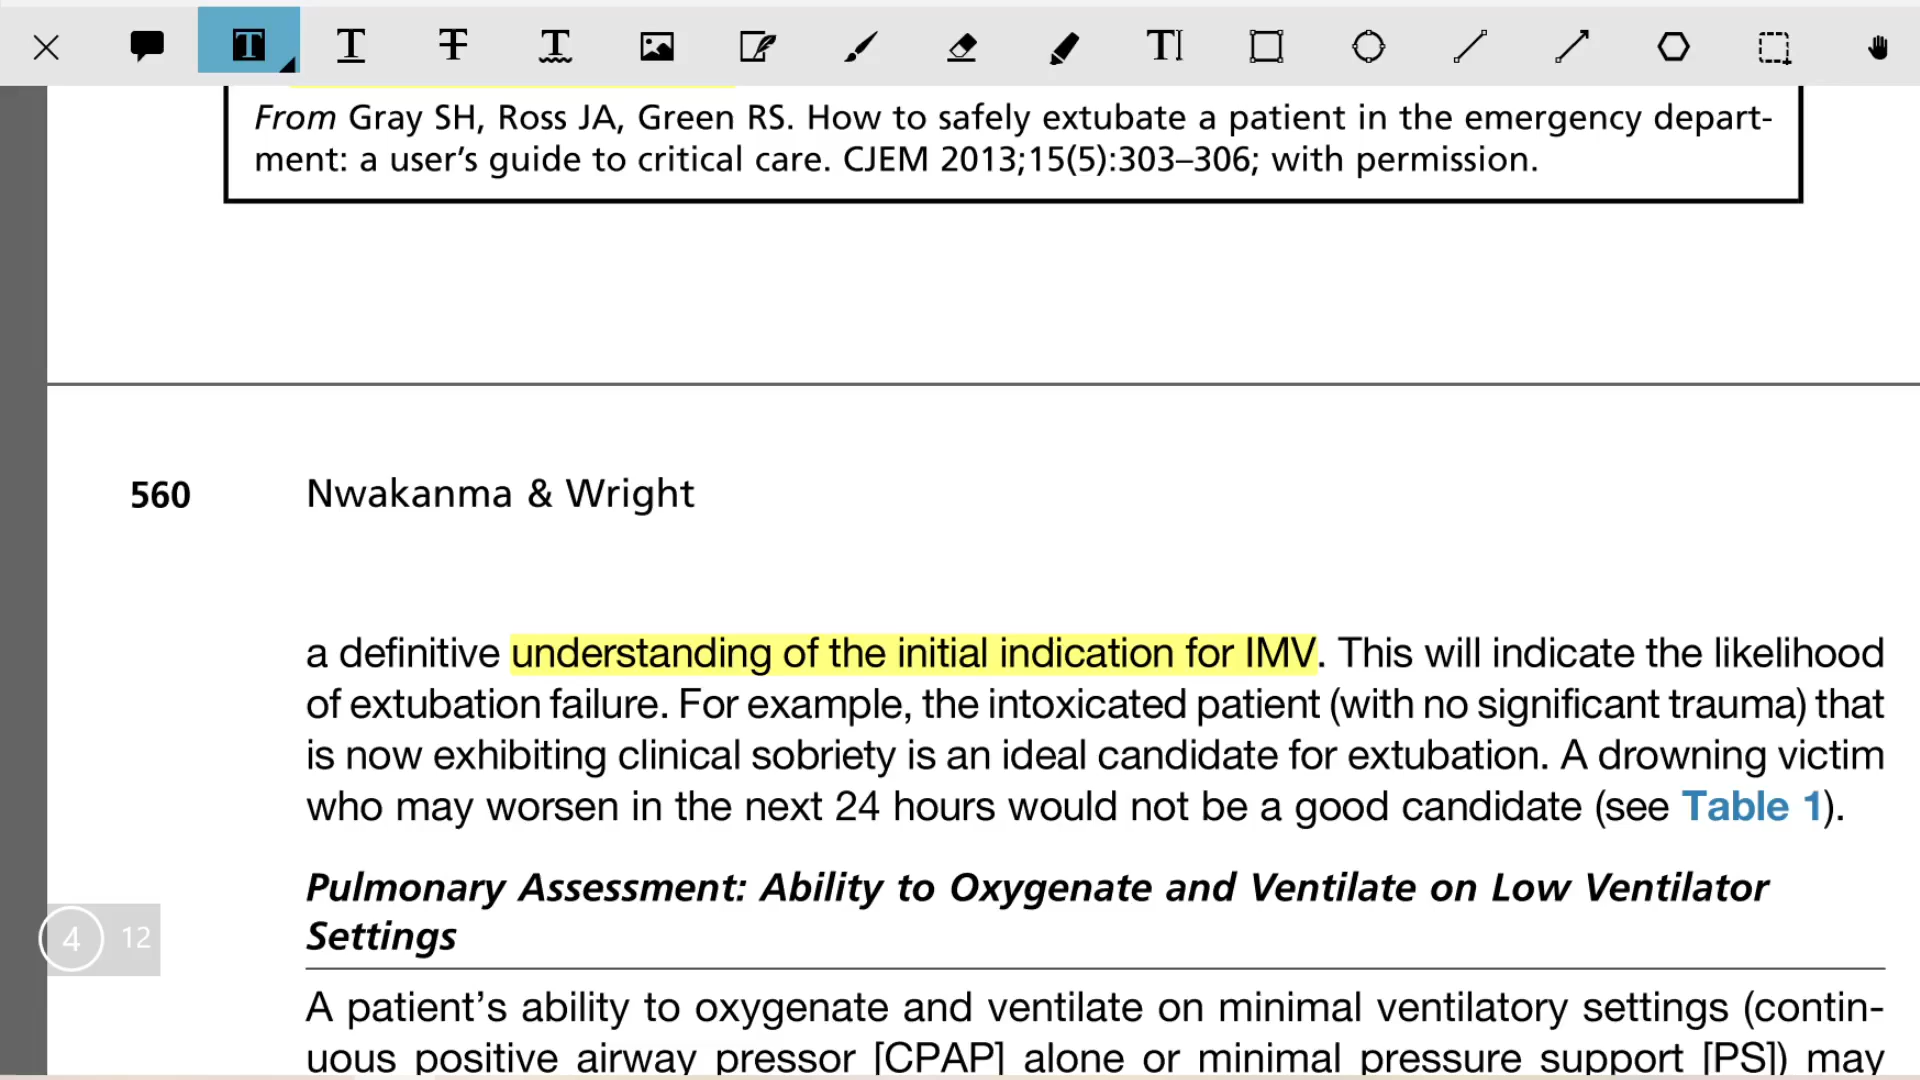 From Gray SH, Ross JA, Green RS. How to safely extubate a patient in the emergency depart-
ment: a user's guide to critical care. CJEM 2013;15(5):303–306; with permission.
560 Nwakanma & Wright
a definitive understanding of the initial indication for IMV. This will indicate the likelihood
of extubation failure. For example, the intoxicated patient (with no significant trauma) that
is now exhibiting clinical sobriety is an ideal candidate for extubation. A drowning victim
who may worsen in the next 24 hours would not be a good candidate (see Table 1).
Pulmonary Assessment: Ability to Oxygenate and Ventilate on Low Ventilator
Settings
4 12
A patient's ability to oxygenate and ventilate on minimal ventilatory settings (contin-
uous positive airway pressor [CPAP] alone or minimal pressure support [PS]) may